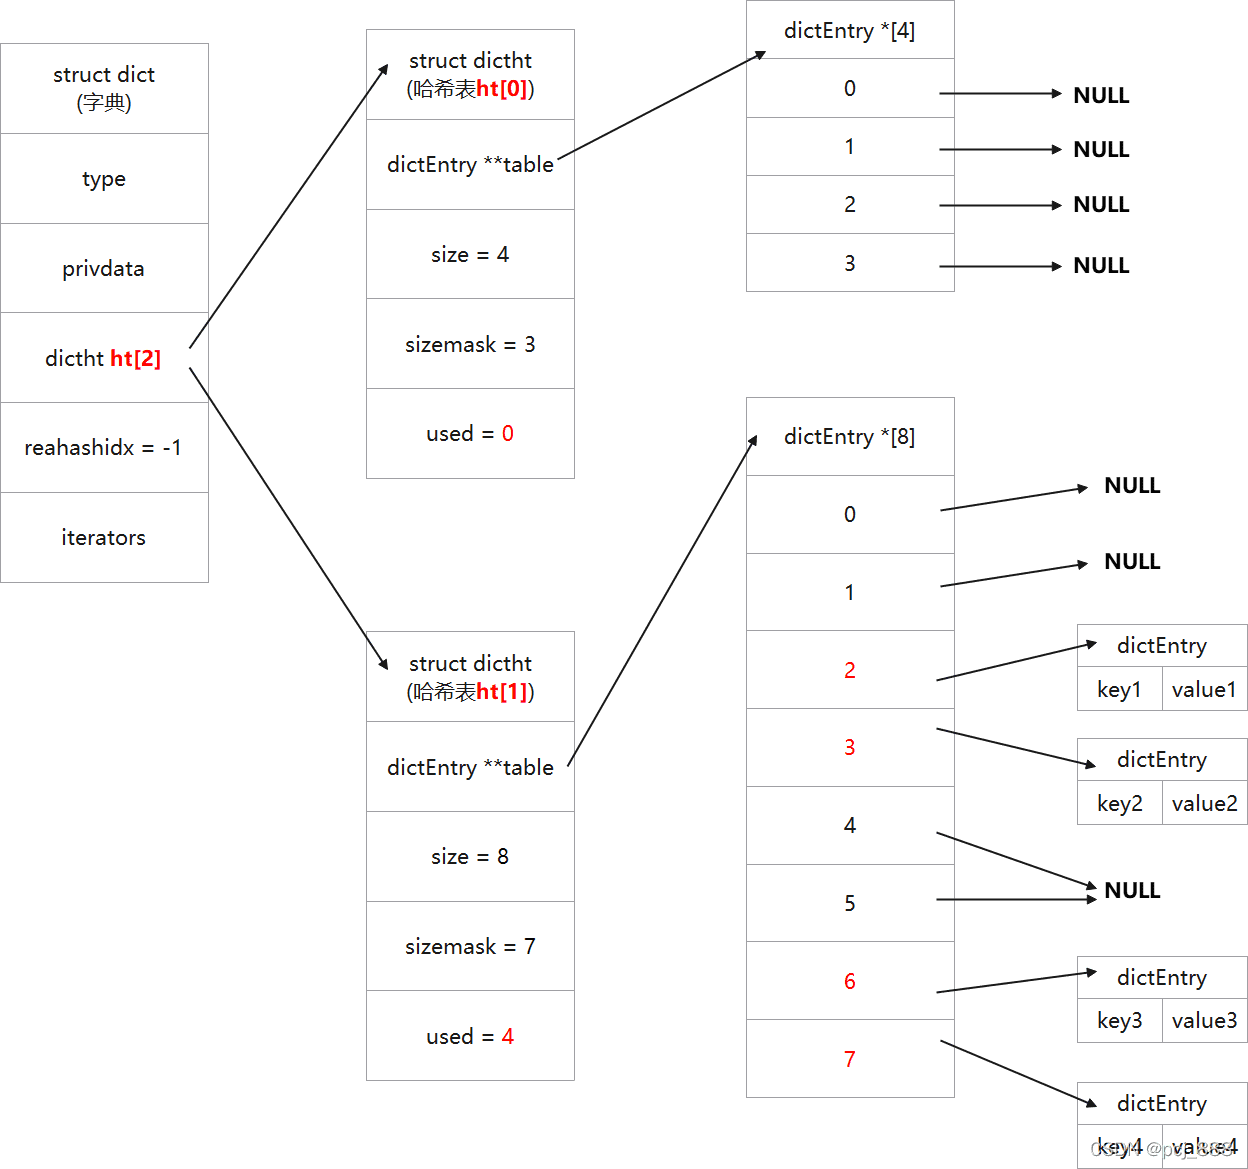 struct dict
(字典)
type
privdata
dictht ht[2]
reahashidx = -1
iterators
struct dictht
(哈希表ht[0])
dictEntry **table
size = 4
sizemask = 3
used = 0
dictEntry *[4]
0
NULL
1
NULL
2
NULL
3
NULL
struct dictht
(哈希表ht[1])
dictEntry **table
size = 8
sizemask = 7
used = 4
dictEntry *[8]
0
NULL
1
NULL
2
dictEntry
key1 value1
3
dictEntry
key2 value2
4
5
NULL
6
dictEntry
key3 value3
7
dictEntry
key4 value4
CSDN @pcj_888